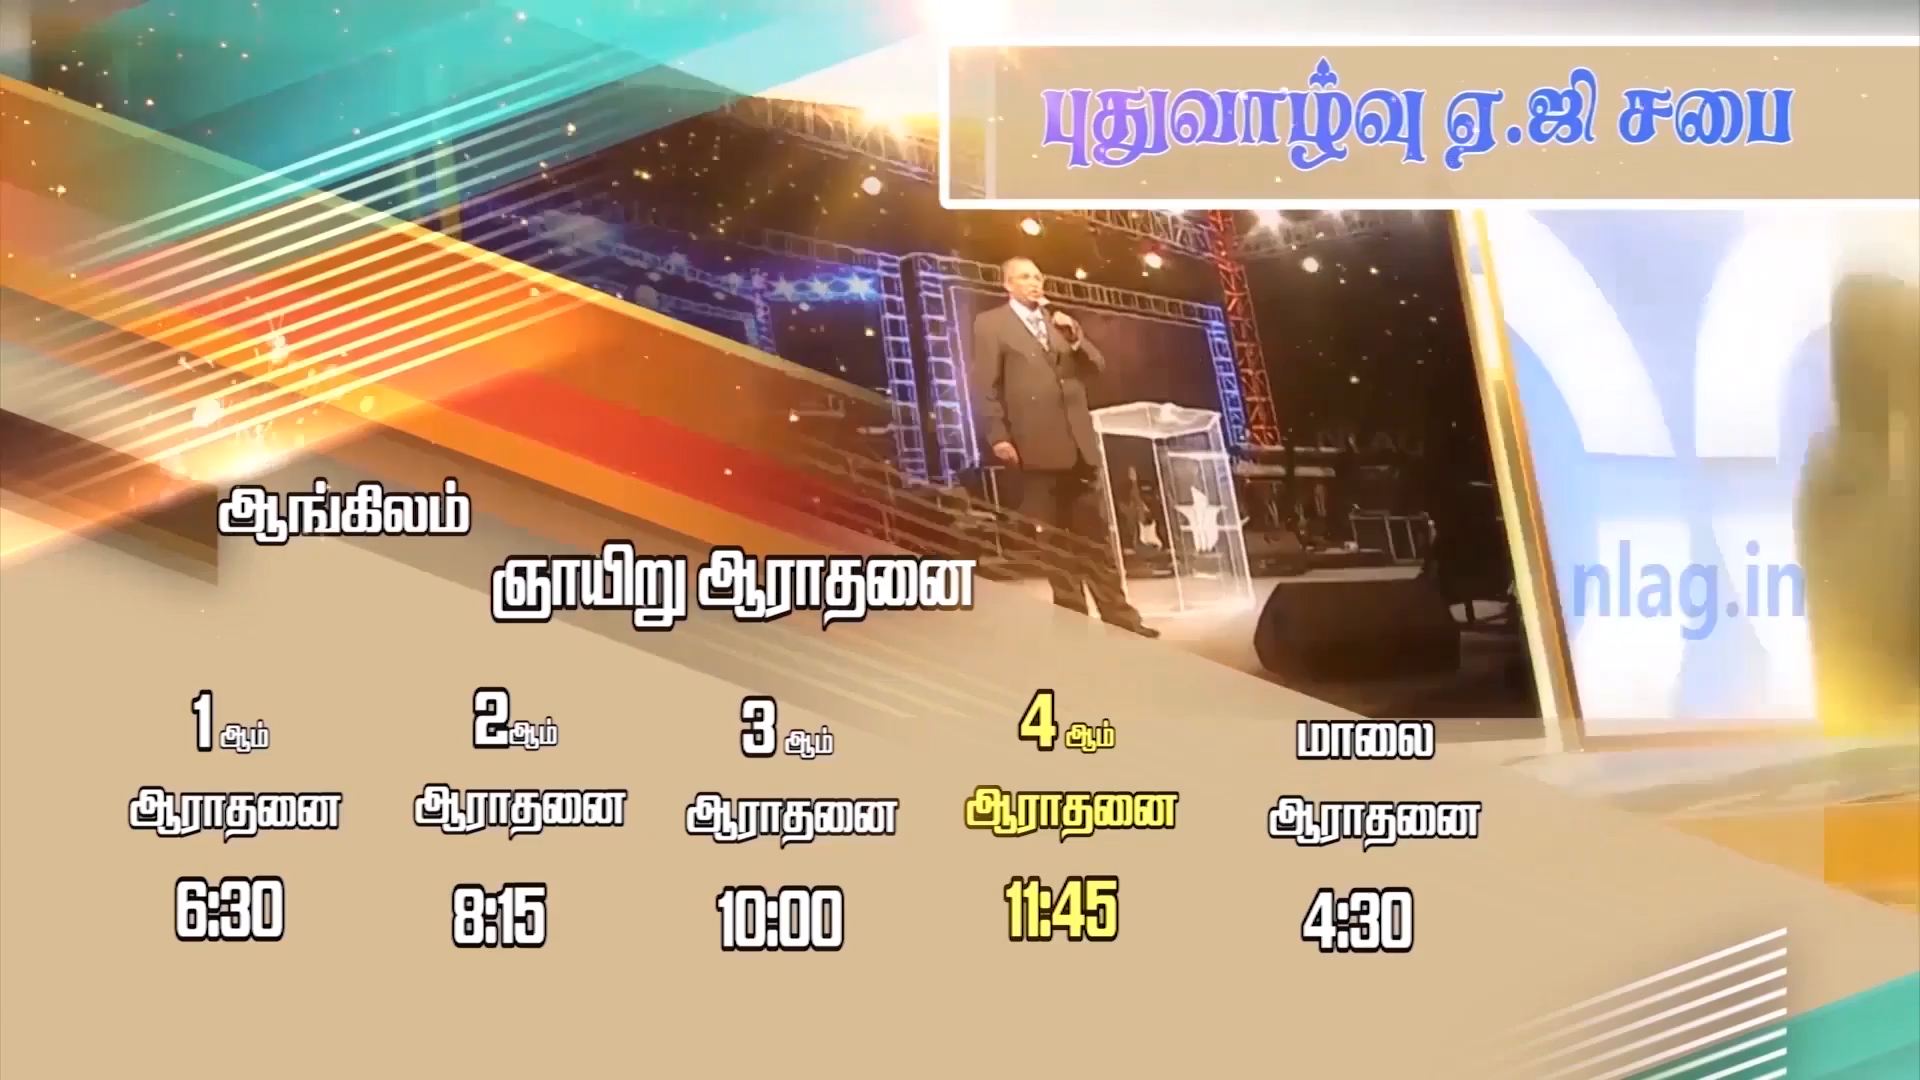 புதுவாழ்வு ஏ.ஜி சபை
nlag.in
ஆங்கிலம்
ஞாயிறு ஆராதனை
1 ஆம்
ஆராதனை
6:30
2 ஆம்
ஆராதனை
8:15
3 ஆம்
ஆராதனை
10:00
4 ஆம்
ஆராதனை
11:45
மாலை
ஆராதனை
4:30